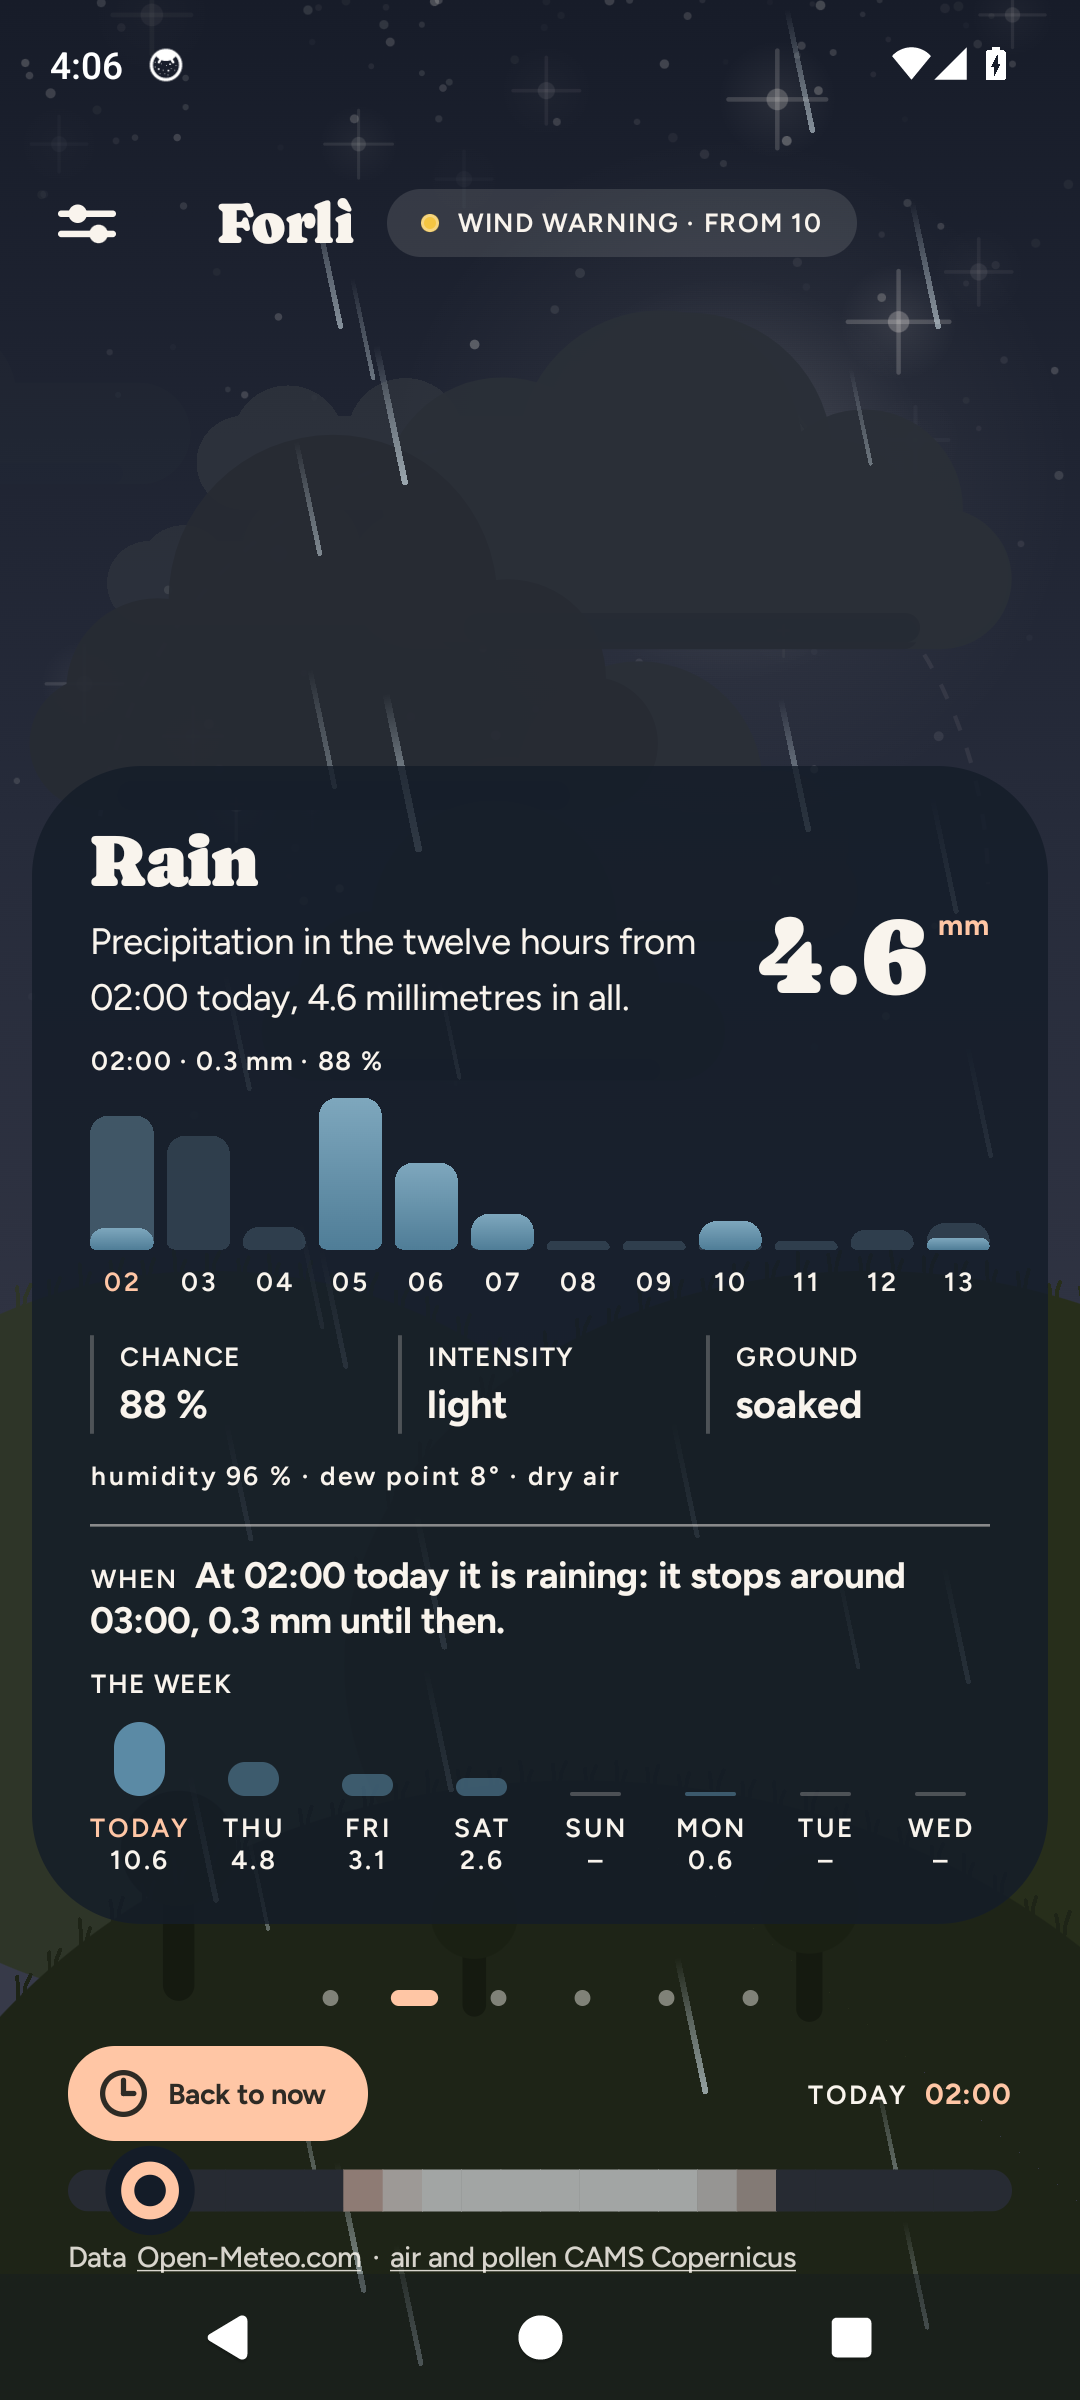 4:06
Forlì
WIND WARNING · FROM 10
Rain
Precipitation in the twelve hours from
02:00 today, 4.6 millimetres in all.
4.6 mm
02:00 · 0.3 mm · 88 %
02 03 04 05 06 07 08 09 10 11 12 13
CHANCE INTENSITY GROUND
88 % light soaked
humidity 96 % · dew point 8° · dry air
WHEN At 02:00 today it is raining: it stops around
03:00, 0.3 mm until then.
THE WEEK
TODAY THU FRI SAT SUN MON TUE WED
10.6 4.8 3.1 2.6 – 0.6 – –
Back to now
TODAY 02:00
Data Open-Meteo.com · air and pollen CAMS Copernicus